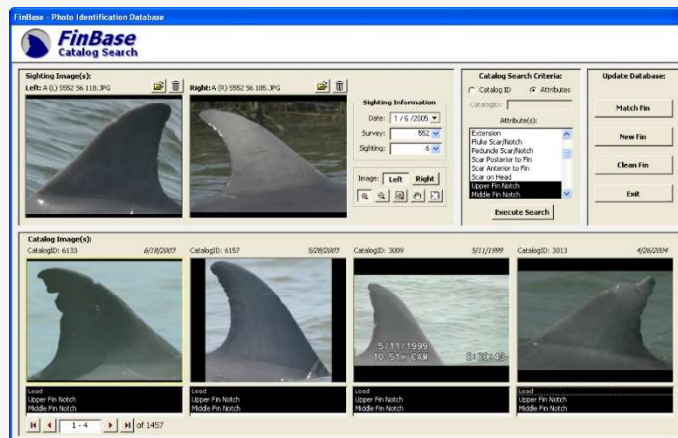 FinBase - Photo Identification Database
FinBase
Catalog Search
Sighting Image(s):
Left: A (L) 5552 S6 118.JPG
Right: A (R) 5552 S6 105.JPG
Sighting Information
Date: 1/6/2005
Survey: 552
Sighting: 6
Image: Left Right
Catalog Search Criteria:
Catalog ID Attributes
CatalogID:
Attribute(s):
Extension
Fluke Scar/Notch
Peduncle Scar/Notch
Scar Posterior to Fin
Scar Anterior to Fin
Scar on Head
Upper Fin Notch
Middle Fin Notch
Execute Search
Update Database:
Match Fin
New Fin
Clean Fin
Exit
Catalog Image(s):
CatalogID: 6133 6/18/2003
CatalogID: 6157 5/28/2003
CatalogID: 3009 5/11/1999
CatalogID: 3013 4/26/2004
5/11/1999
Lead
Upper Fin Notch
Middle Fin Notch
Lead
Upper Fin Notch
Middle Fin Notch
Lead
Upper Fin Notch
Middle Fin Notch
Lead
Upper Fin Notch
Middle Fin Notch
1 - 4 of 1457